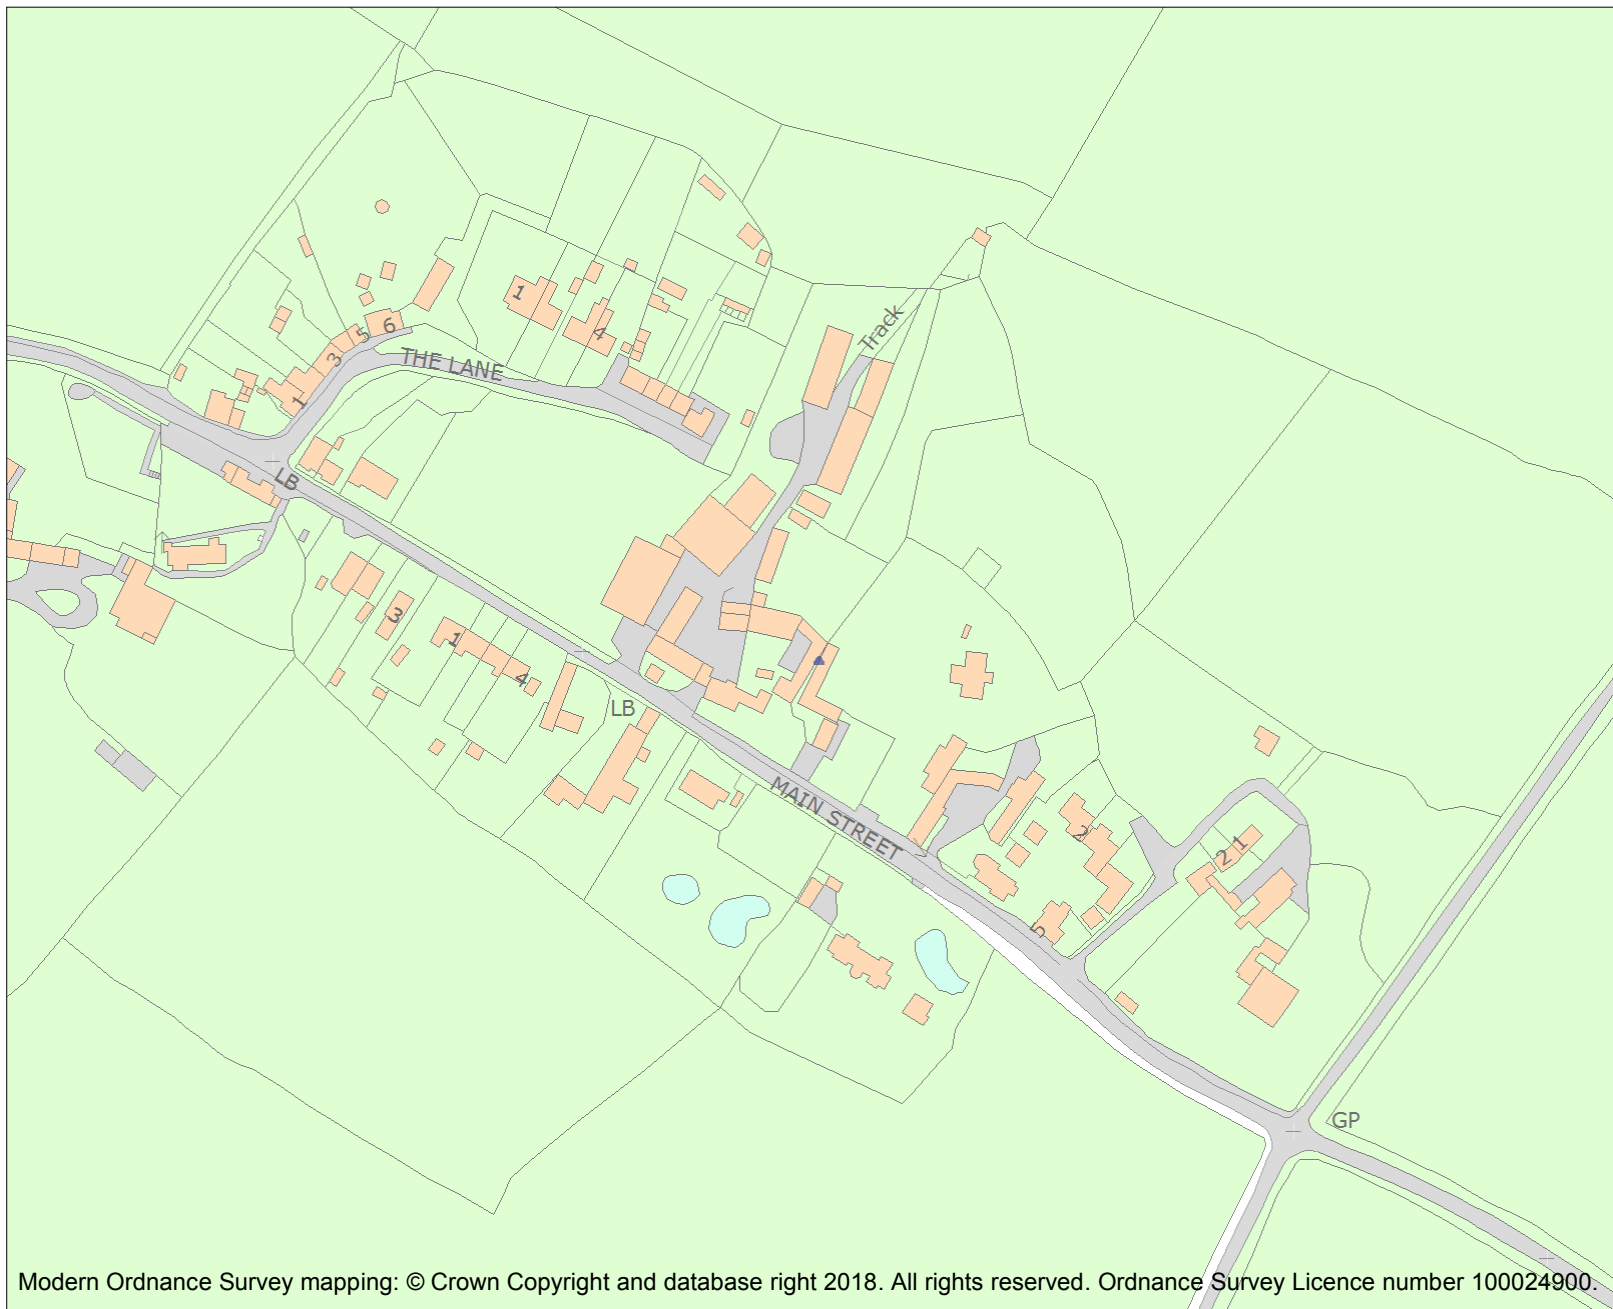 1
4
Track
5
6
3
THE LANE
1
LB
3
1
4
LB
MAIN STREET
2
2 1
5
GP
Modern Ordnance Survey mapping: © Crown Copyright and database right 2018. All rights reserved. Ordnance Survey Licence number 100024900.